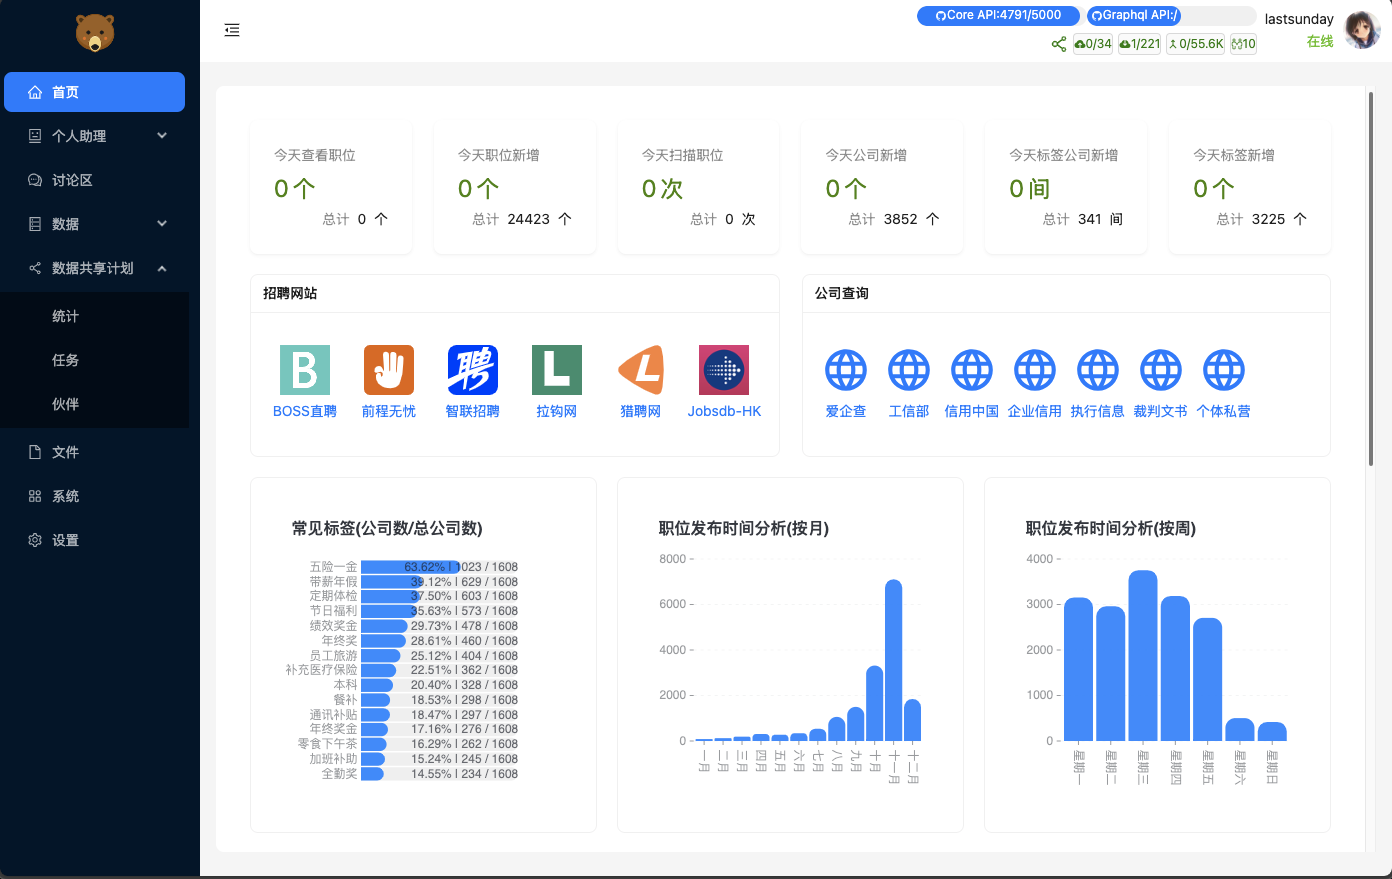 Core API:4791/5000
Graphql API:/
lastsunday
在线
0/34
1/221
0/55.6K
10
首页
个人助理
讨论区
数据
数据共享计划
统计
任务
伙伴
文件
系统
设置
今天查看职位
0个
总计 0 个
今天职位新增
0个
总计 24423 个
今天扫描职位
0次
总计 0 次
今天公司新增
0个
总计 3852 个
今天标签公司新增
0间
总计 341 间
今天标签新增
0个
总计 3225 个
招聘网站
B
聘
L
L
BOSS直聘
前程无忧
智联招聘
拉钩网
猎聘网
Jobsdb-HK
公司查询
爱企查
工信部
信用中国
企业信用
执行信息
裁判文书
个体私营
常见标签(公司数/总公司数)
五险一金 63.62% | 1023 / 1608
带薪年假 39.12% | 629 / 1608
定期体检 37.50% | 603 / 1608
节日福利 35.63% | 573 / 1608
绩效奖金 29.73% | 478 / 1608
年终奖 28.61% | 460 / 1608
员工旅游 25.12% | 404 / 1608
补充医疗保险 22.51% | 362 / 1608
本科 20.40% | 328 / 1608
餐补 18.53% | 298 / 1608
通讯补贴 18.47% | 297 / 1608
年终奖金 17.16% | 276 / 1608
零食下午茶 16.29% | 262 / 1608
加班补助 15.24% | 245 / 1608
全勤奖 14.55% | 234 / 1608
职位发布时间分析(按月)
8000
6000
4000
2000
0
一月
二月
三月
四月
五月
六月
七月
八月
九月
十月
十一月
十二月
职位发布时间分析(按周)
4000
3000
2000
1000
0
星期一
星期二
星期三
星期四
星期五
星期六
星期日